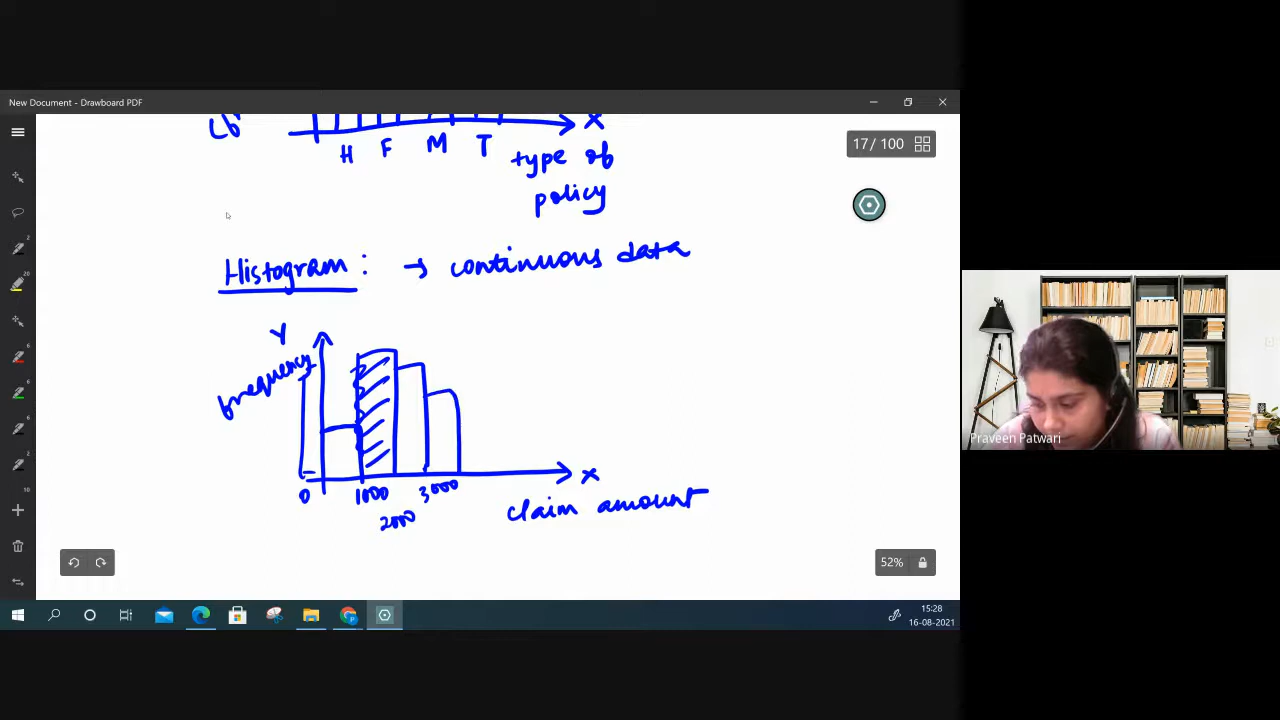 New Document - Drawboard PDF
17 / 100
X
H F M T type of
policy
Histogram : → continuous data
Y
frequency
X
0 1000 3000
2000
claim amount
52%
Praveen Patwari
15:28
16-08-2021